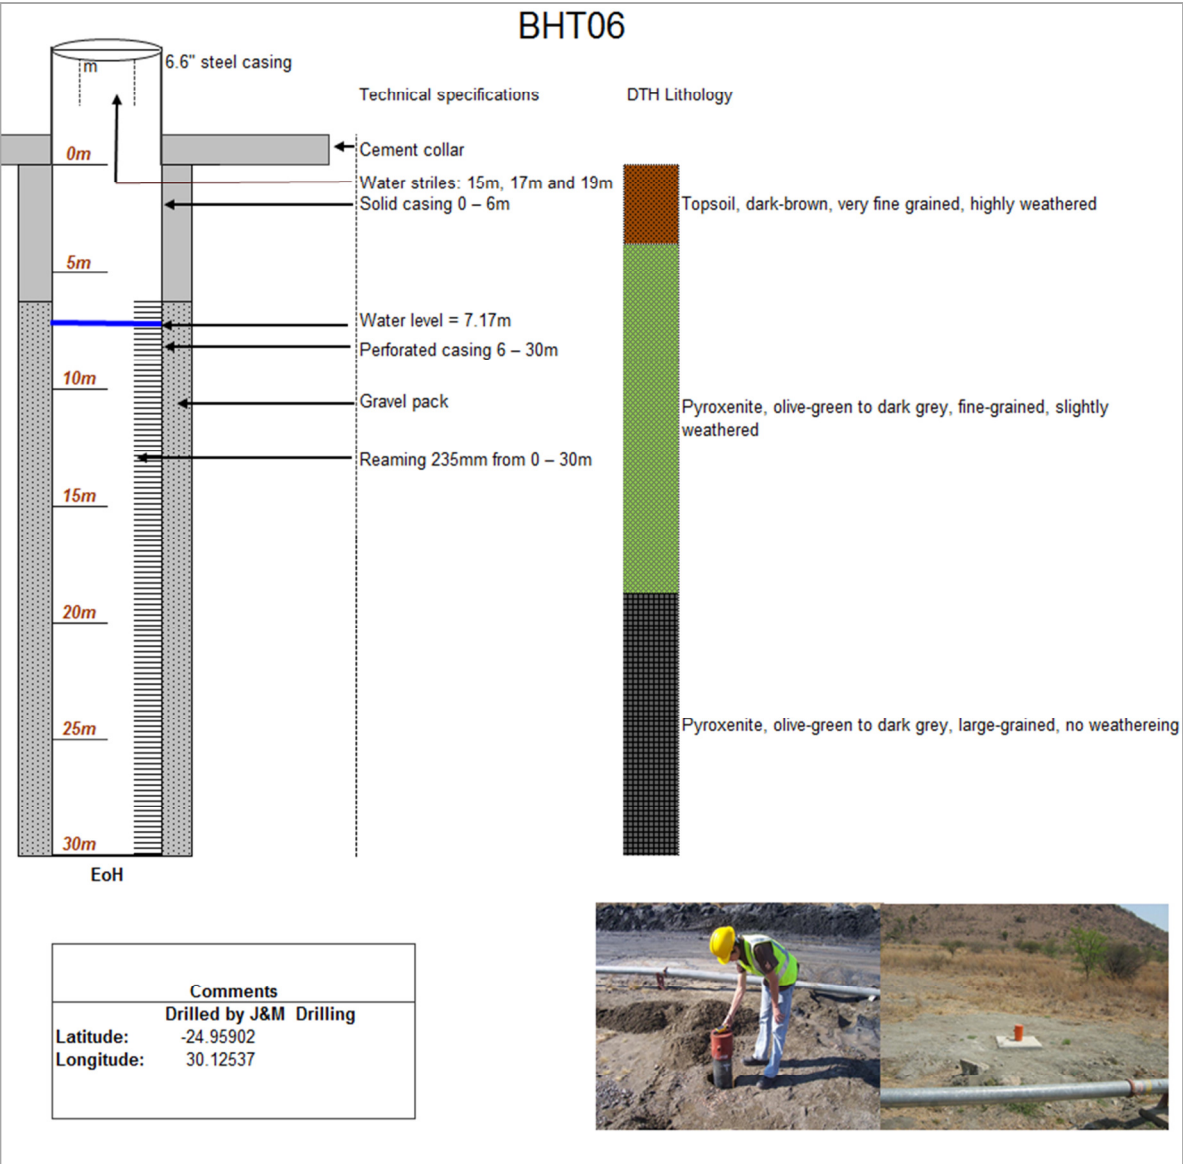 BHT06
6.6" steel casing
m
Technical specifications
DTH Lithology
Cement collar
0m
Water striles: 15m, 17m and 19m
Solid casing 0 – 6m
Topsoil, dark-brown, very fine grained, highly weathered
5m
Water level = 7.17m
Perforated casing 6 – 30m
10m
Gravel pack
Pyroxenite, olive-green to dark grey, fine-grained, slightly
weathered
Reaming 235mm from 0 – 30m
15m
20m
25m
Pyroxenite, olive-green to dark grey, large-grained, no weathereing
30m
EoH
Comments
Drilled by J&M Drilling
Latitude: -24.95902
Longitude: 30.12537